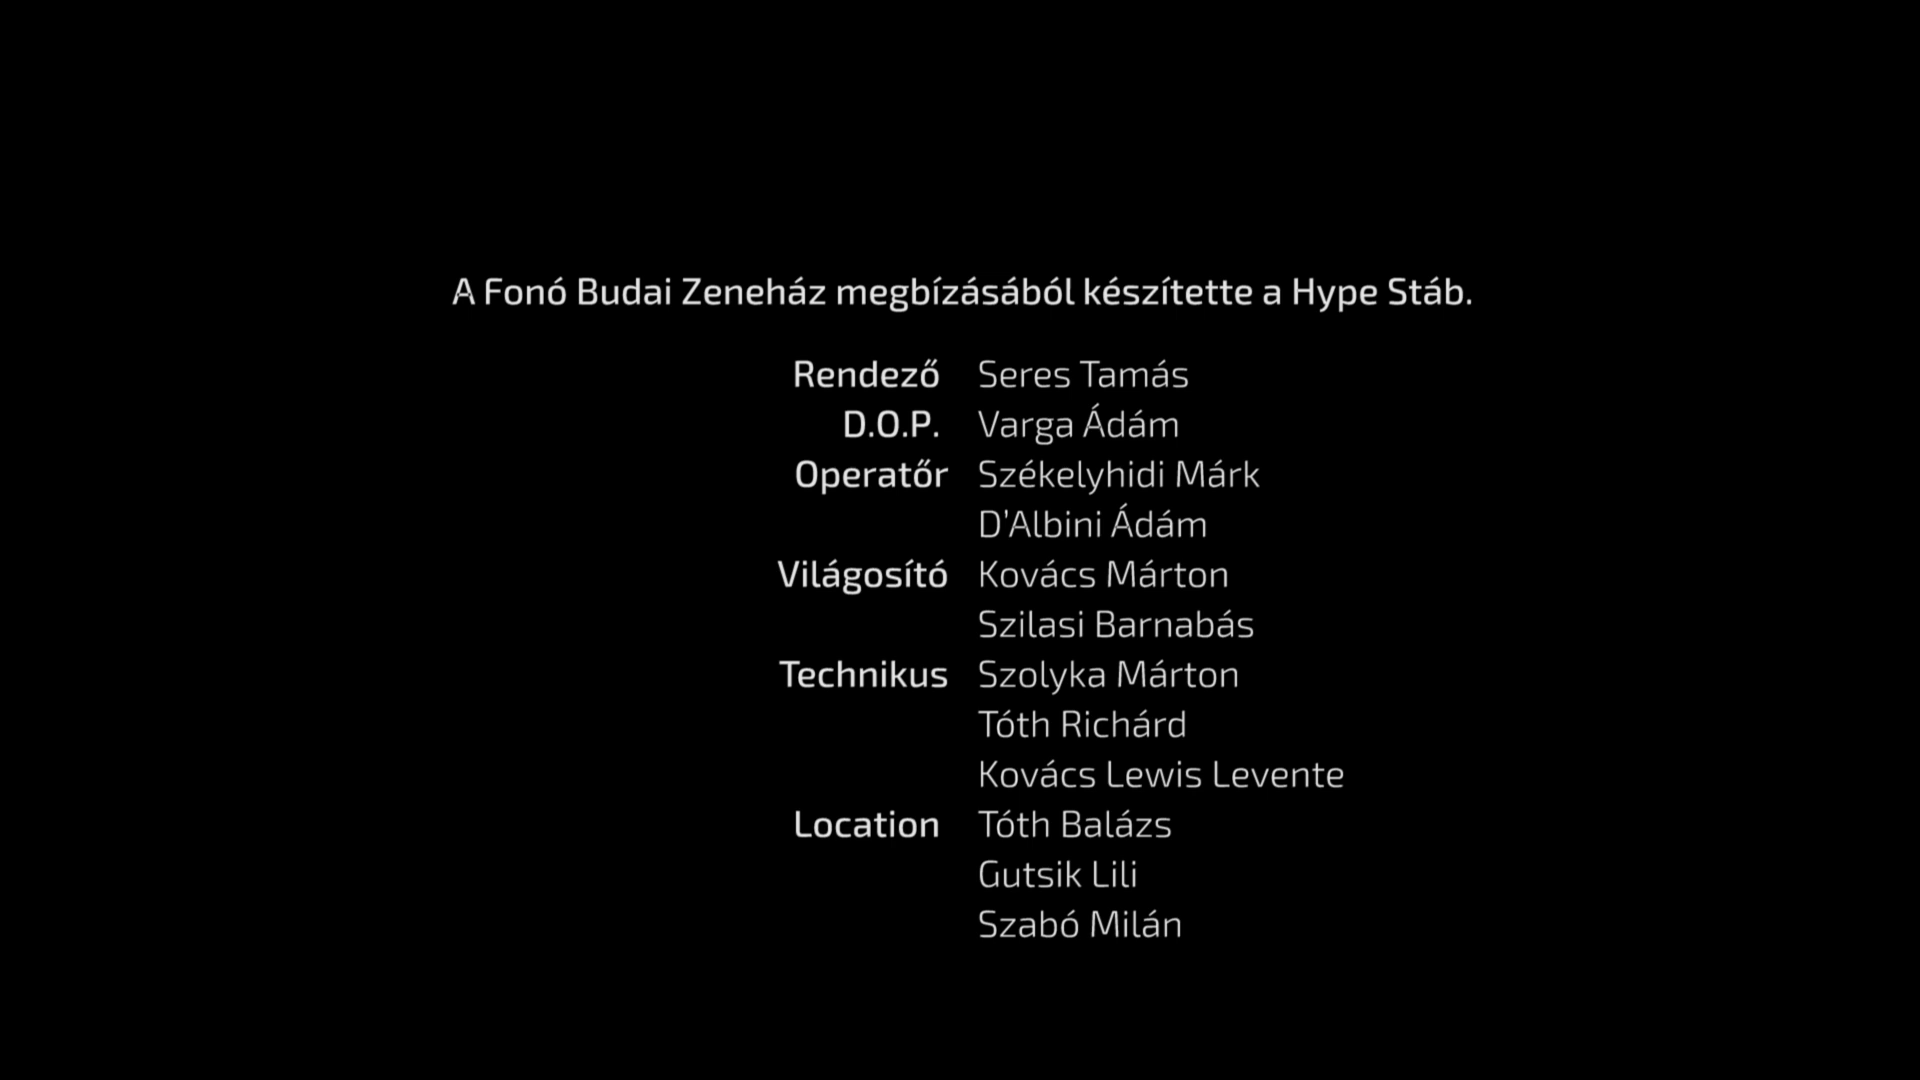 A Fonó Budai Zeneház megbízásából készítette a Hype Stáb.
Rendező Seres Tamás
D.O.P. Varga Ádám
Operatőr Székelyhidi Márk
D'Albini Ádám
Világosító Kovács Márton
Szilasi Barnabás
Technikus Szolyka Márton
Tóth Richárd
Kovács Lewis Levente
Location Tóth Balázs
Gutsik Lili
Szabó Milán